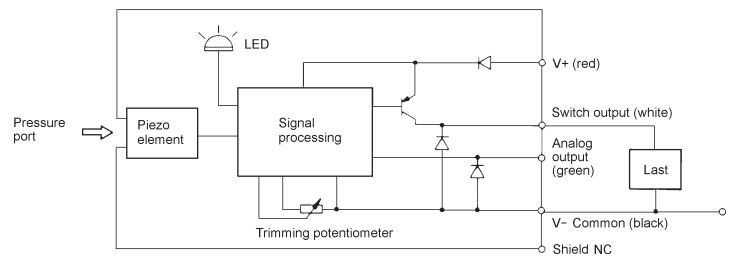 LED
V+ (red)
Pressure
port
Piezo
element
Signal
processing
Switch output (white)
Analog
output
(green)
Last
Trimming potentiometer
V− Common (black)
Shield NC